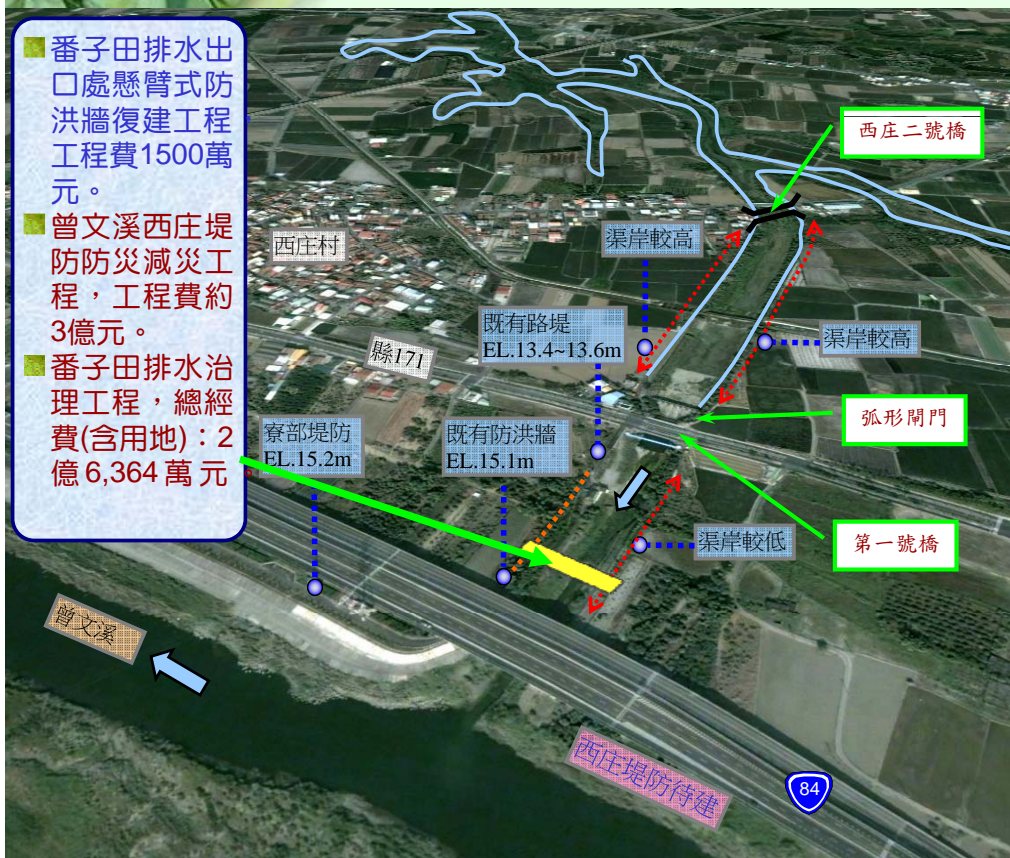 番子田排水出
口處懸臂式防
洪牆復建工程
工程費1500萬
元。
曾文溪西庄堤
防防災減災工
程，工程費約
3億元。
番子田排水治
理工程，總經
費(含用地)：2
億6,364萬元
西庄二號橋
渠岸較高
西庄村
既有路堤
EL.13.4~13.6m
渠岸較高
縣171
弧形閘門
寮部堤防
EL.15.2m
既有防洪牆
EL.15.1m
渠岸較低
第一號橋
曾文溪
西庄堤防待建
84